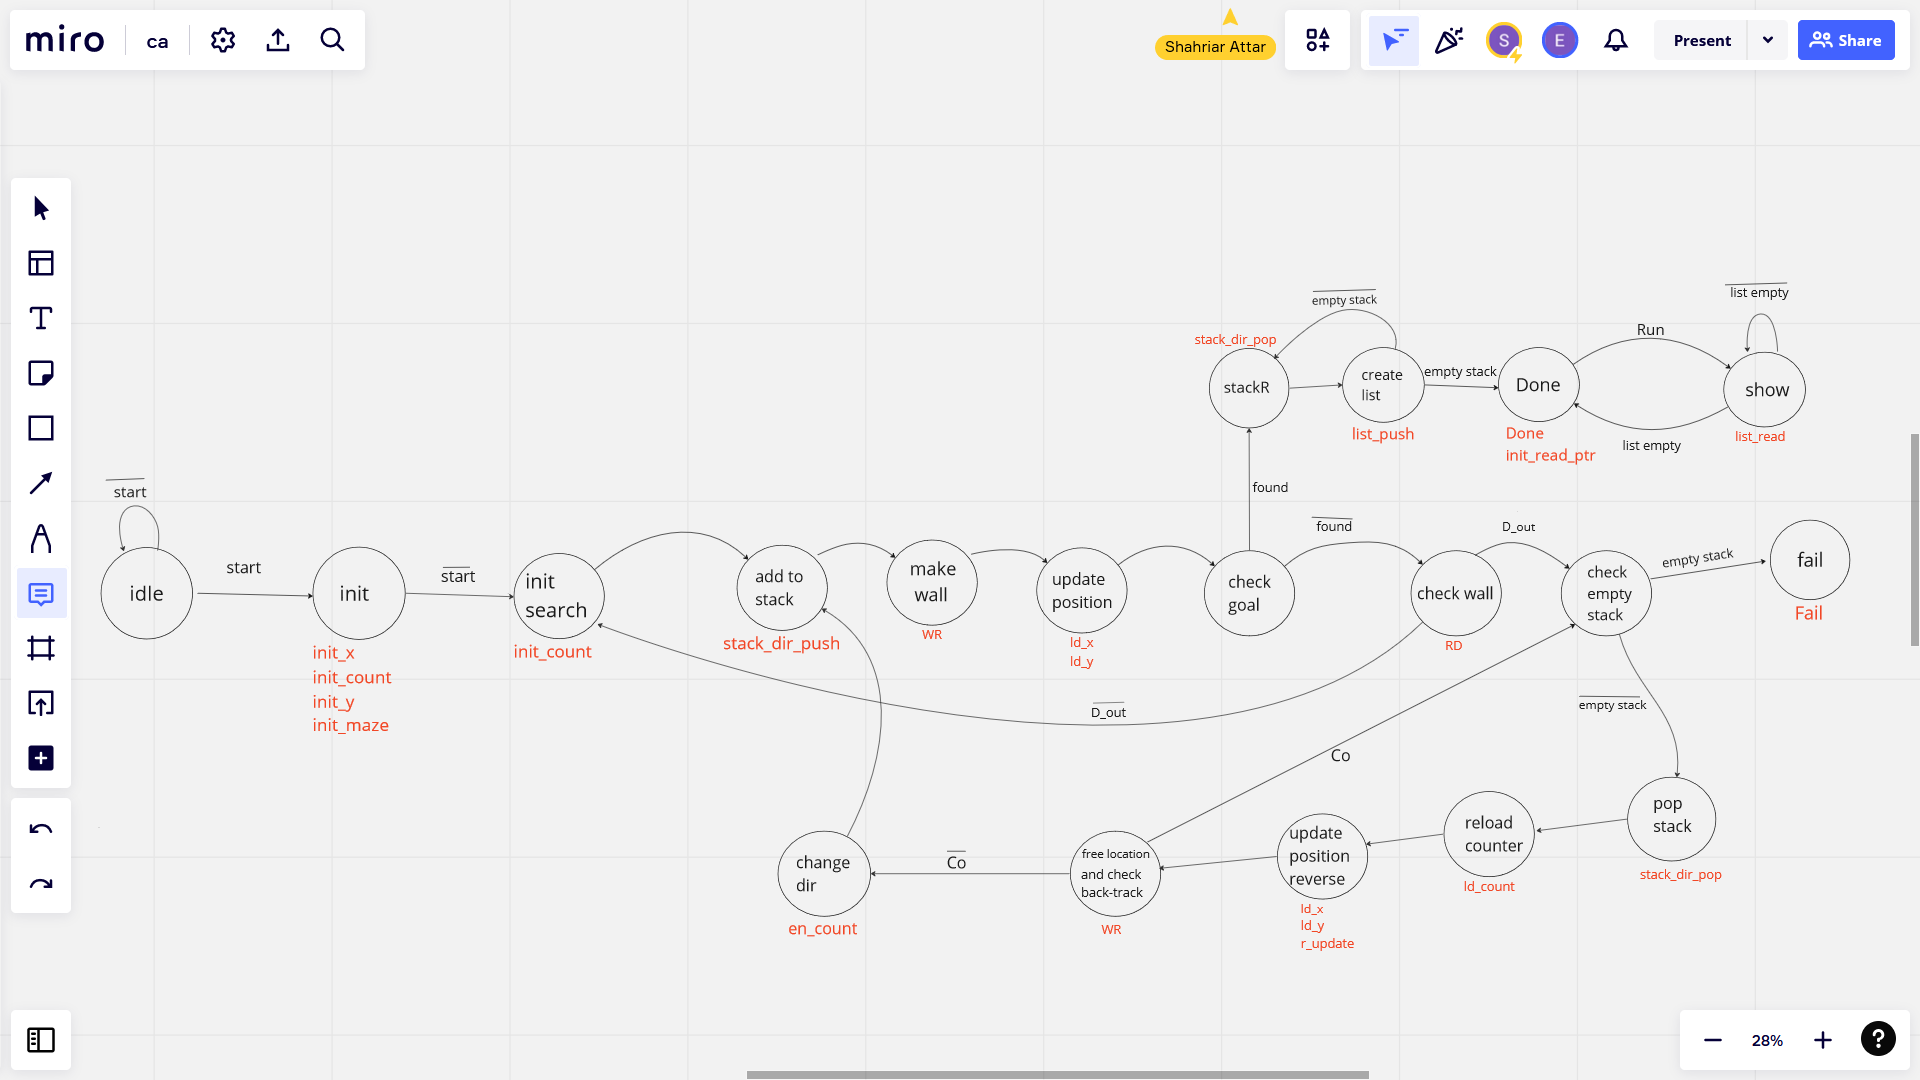 miro
ca
Shahriar Attar
S
E
Present
Share
list empty
empty stack
Run
stack_dir_pop
stackR
create
list
empty stack
Done
show
list_push
Done
init_read_ptr
list empty
list_read
found
start
found
D_out
empty stack
fail
Fail
idle
start
init
start
init
search
add to
stack
make
wall
update
position
check
goal
check wall
check
empty
stack
init_x
init_count
init_y
init_maze
init_count
stack_dir_push
WR
ld_x
ld_y
RD
D_out
empty stack
Co
pop
stack
stack_dir_pop
reload
counter
ld_count
update
position
reverse
ld_x
ld_y
r_update
free location
and check
back-track
WR
Co
change
dir
en_count
28%
?